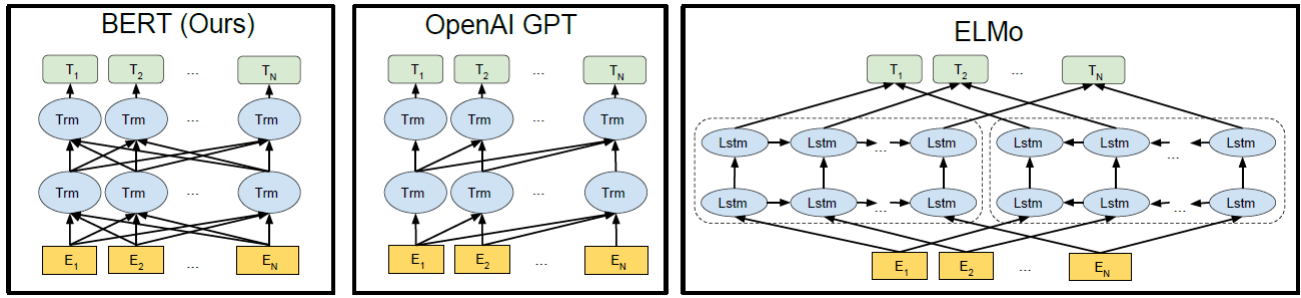 BERT (Ours)
T1 T2 ... TN
Trm Trm ... Trm
Trm Trm ... Trm
E1 E2 ... EN
OpenAI GPT
T1 T2 ... TN
Trm Trm ... Trm
Trm Trm ... Trm
E1 E2 ... EN
ELMo
T1 T2 ... TN
Lstm Lstm ... Lstm Lstm Lstm ... Lstm
Lstm Lstm ... Lstm Lstm Lstm ... Lstm
E1 E2 ... EN